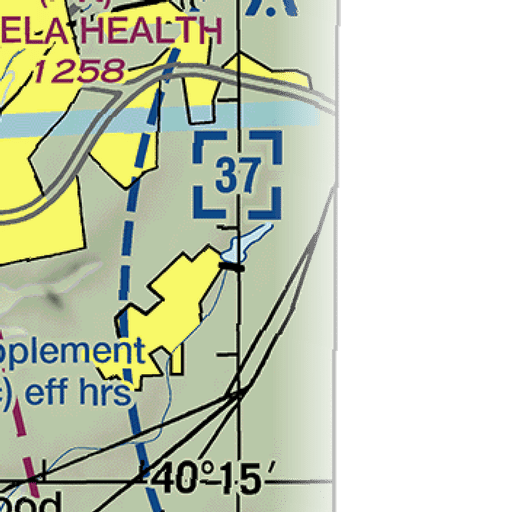 ELA HEALTH
1258
37
pplement
) eff hrs
40°15′
ood